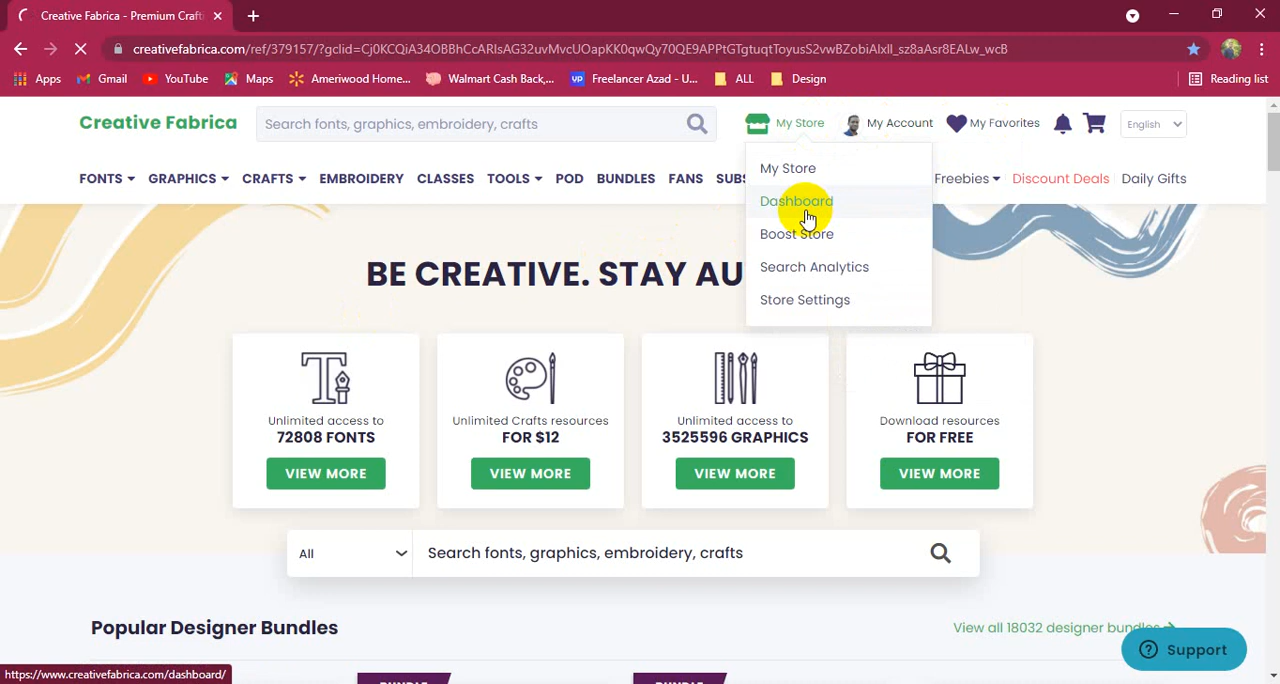 Creative Fabrica - Premium Craft
creativefabrica.com/ref/379157/?gclid=Cj0KCQiA34OBBhCcARIsAG32uvMvcUOapKK0qwQy70QE9APPtGTgtuqtToyusS2vwBZobiAlxlI_sz8aAsr8EALw_wcB
Apps Gmail YouTube Maps Ameriwood Home... Walmart Cash Back,... Freelancer Azad - U... ALL Design Reading list
Creative Fabrica Search fonts, graphics, embroidery, crafts My Store My Account My Favorites English
FONTS GRAPHICS CRAFTS EMBROIDERY CLASSES TOOLS POD BUNDLES FANS SUBS Freebies Discount Deals Daily Gifts
My Store
Dashboard
Boost Store
Search Analytics
Store Settings
BE CREATIVE. STAY AU
Unlimited access to
72808 FONTS
VIEW MORE
Unlimited Crafts resources
FOR $12
VIEW MORE
Unlimited access to
3525596 GRAPHICS
VIEW MORE
Download resources
FOR FREE
VIEW MORE
All Search fonts, graphics, embroidery, crafts
Popular Designer Bundles View all 18032 designer bundles
Support
BUNDLE BUNDLE
https://www.creativefabrica.com/dashboard/